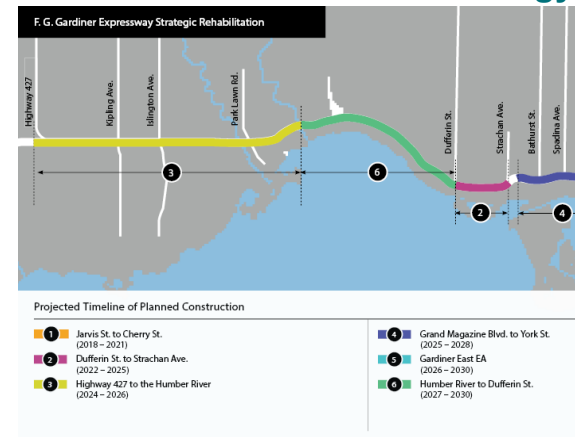 F. G. Gardiner Expressway Strategic Rehabilitation
Highway 427
Kipling Ave.
Islington Ave.
Park Lawn Rd.
Dufferin St.
Strachan Ave.
Bathurst St.
Spadina Ave.
3
6
2
4
Projected Timeline of Planned Construction
1 Jarvis St. to Cherry St.
(2018 – 2021)
2 Dufferin St. to Strachan Ave.
(2022 – 2025)
3 Highway 427 to the Humber River
(2024 – 2026)
4 Grand Magazine Blvd. to York St.
(2025 – 2028)
5 Gardiner East EA
(2026 – 2030)
6 Humber River to Dufferin St.
(2027 – 2030)